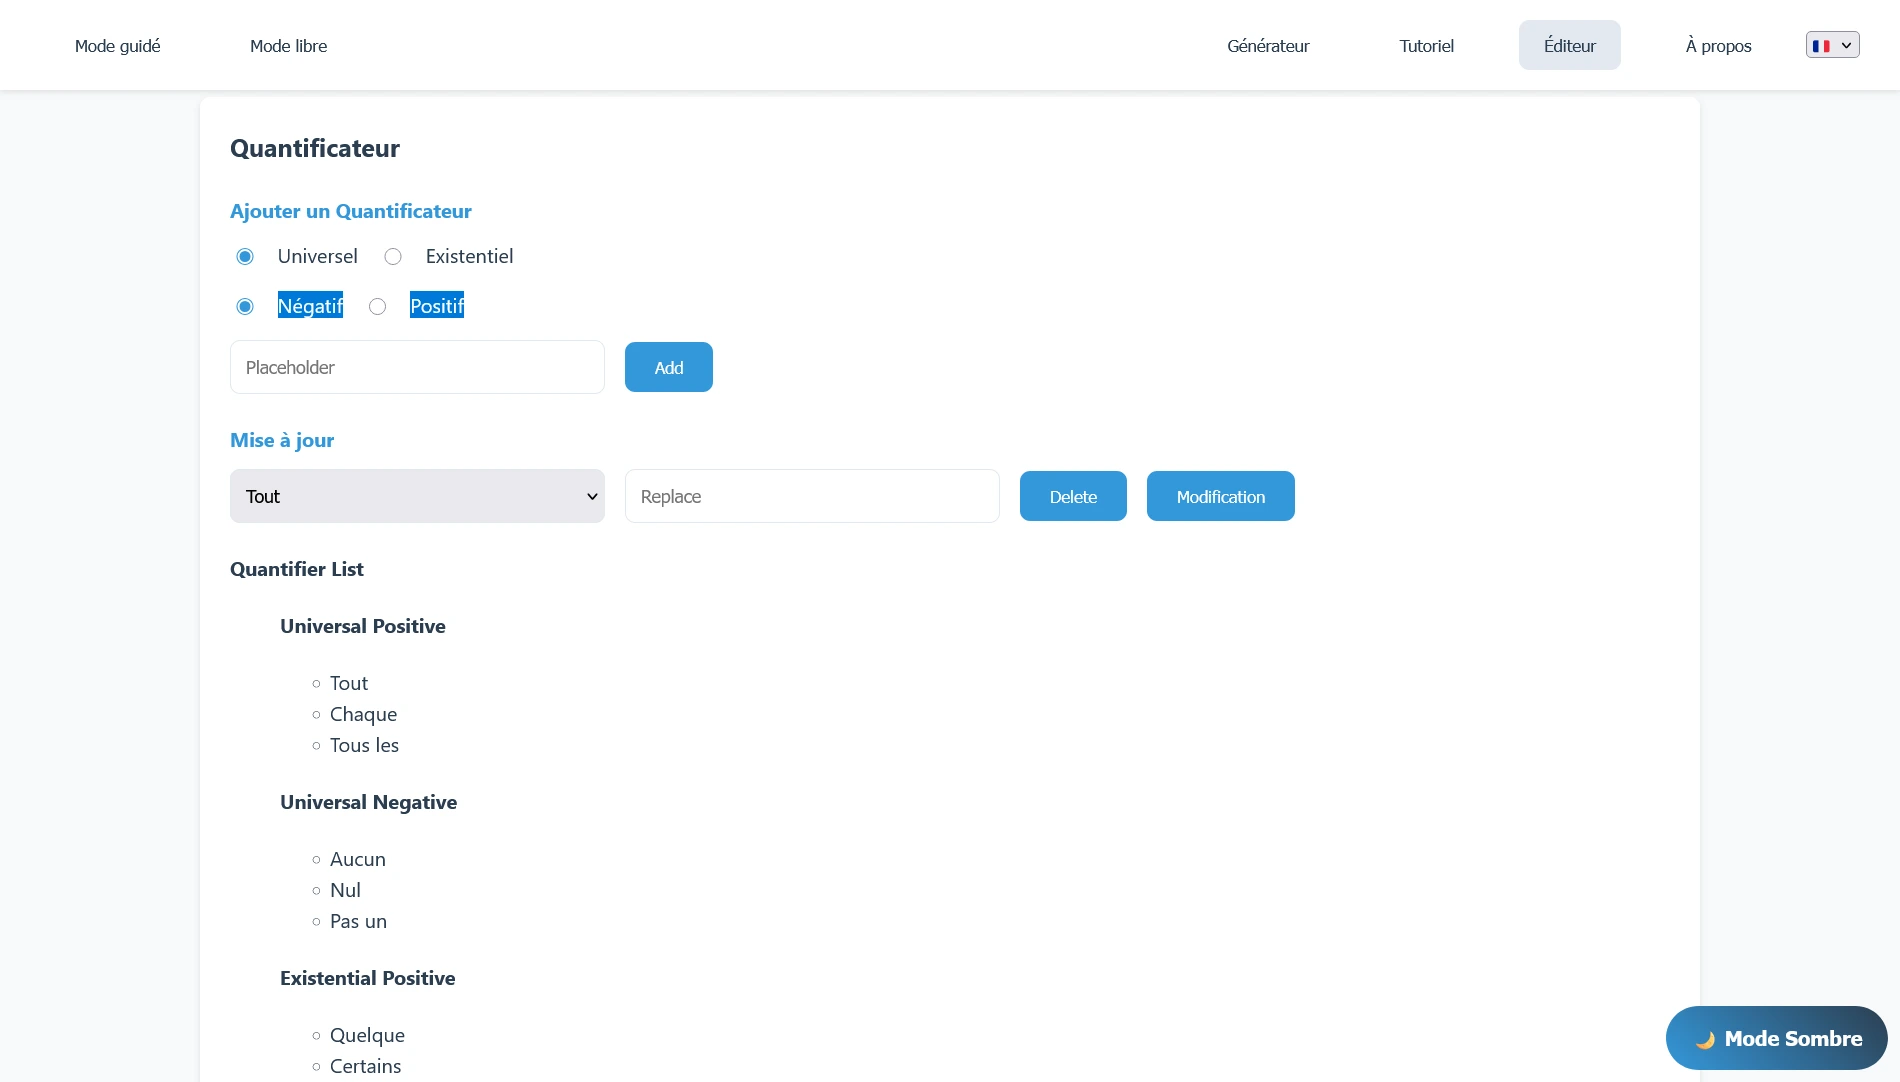 Mode guidé Mode libre Générateur Tutoriel Éditeur À propos
Quantificateur
Ajouter un Quantificateur
Universel Existentiel
Négatif Positif
Placeholder Add
Mise à jour
Tout Replace Delete Modification
Quantifier List
Universal Positive
Tout
Chaque
Tous les
Universal Negative
Aucun
Nul
Pas un
Existential Positive
Quelque
Certains
Mode Sombre